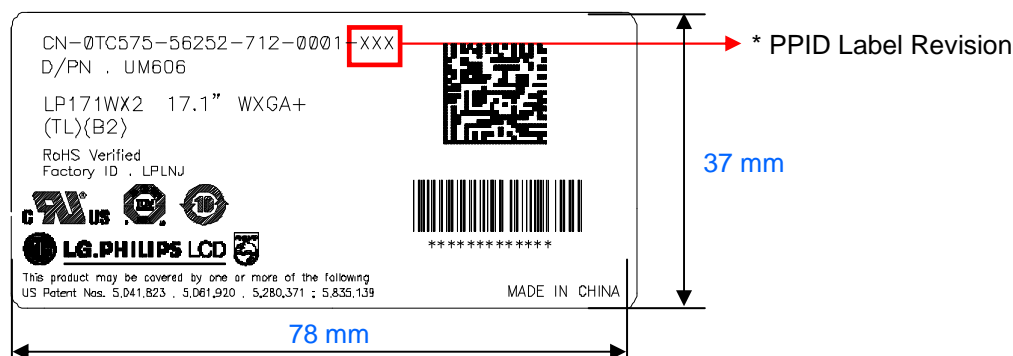 CN-0TC575-56252-712-0001-XXX
* PPID Label Revision
D/PN . UM606
LP171WX2 17.1” WXGA+
(TL)(B2)
RoHS Verified
Factory ID . LPLNJ
37 mm
c US
10
LG.PHILIPS LCD
*************
This product may be covered by one or more of the following
US Patent Nos. 5,041,823 . 5,061,920 . 5,280,371 ; 5,835,139
MADE IN CHINA
78 mm